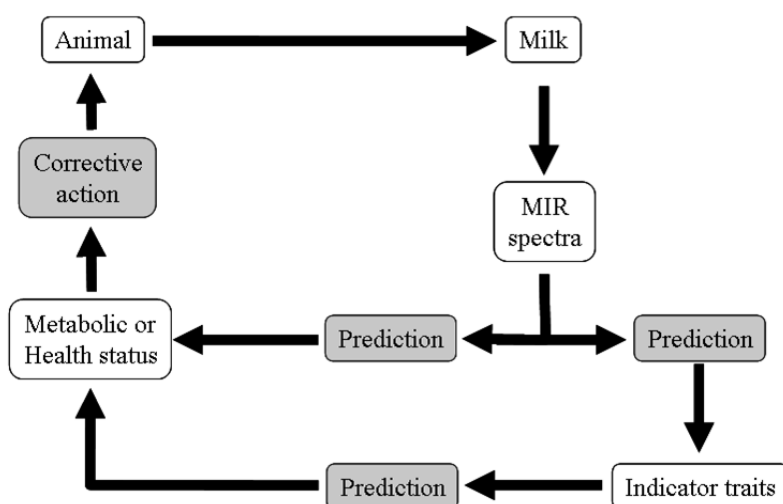 Animal
Milk
Corrective
action
MIR
spectra
Metabolic or
Health status
Prediction
Prediction
Prediction
Indicator traits